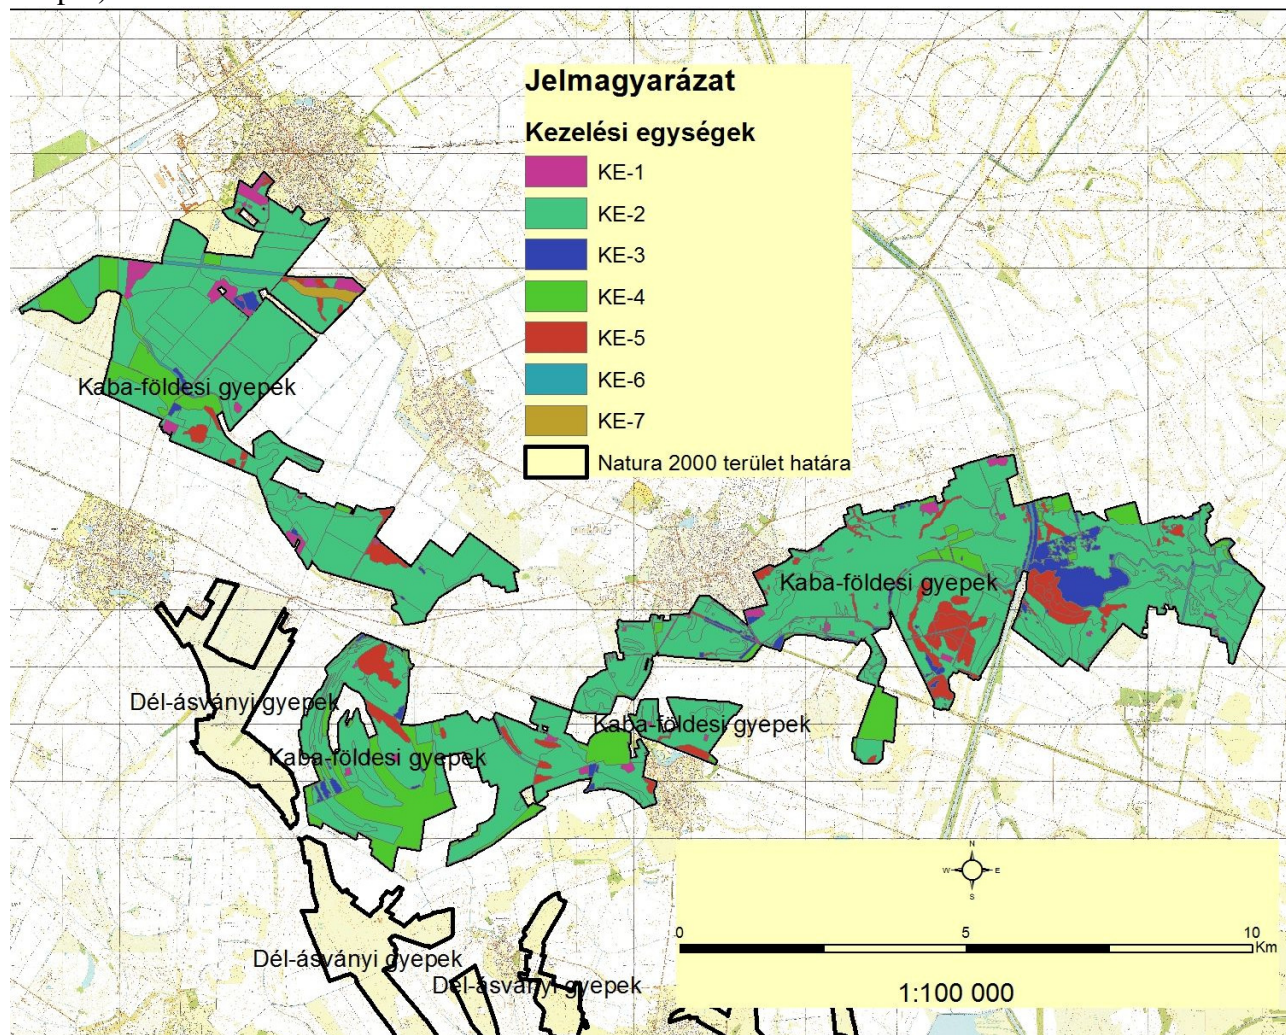 Jelmagyarázat
Kezelési egységek
KE-1
KE-2
KE-3
KE-4
KE-5
KE-6
KE-7
Natura 2000 terület határa
Kaba-földesi gyepek
Kaba-földesi gyepek
Dél-ásványi gyepek
Kaba-földesi gyepek
Kaba-földesi gyepek
Dél-ásványi gyepek
Dél-ásványi gyepek
N
W E
S
0 5 10
Km
1:100 000